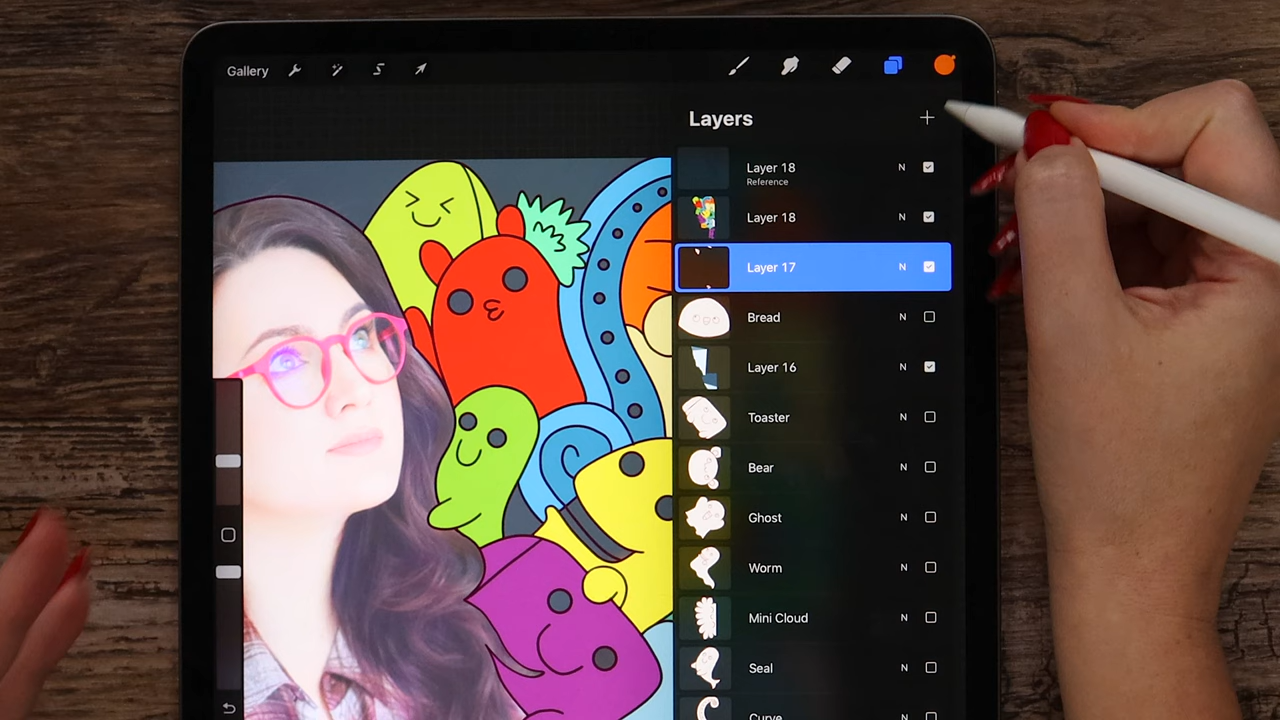 Gallery
Layers
Layer 18 N
Reference
Layer 18 N
Layer 17 N
Bread N
Layer 16 N
Toaster N
Bear N
Ghost N
Worm N
Mini Cloud N
Seal N
Curve